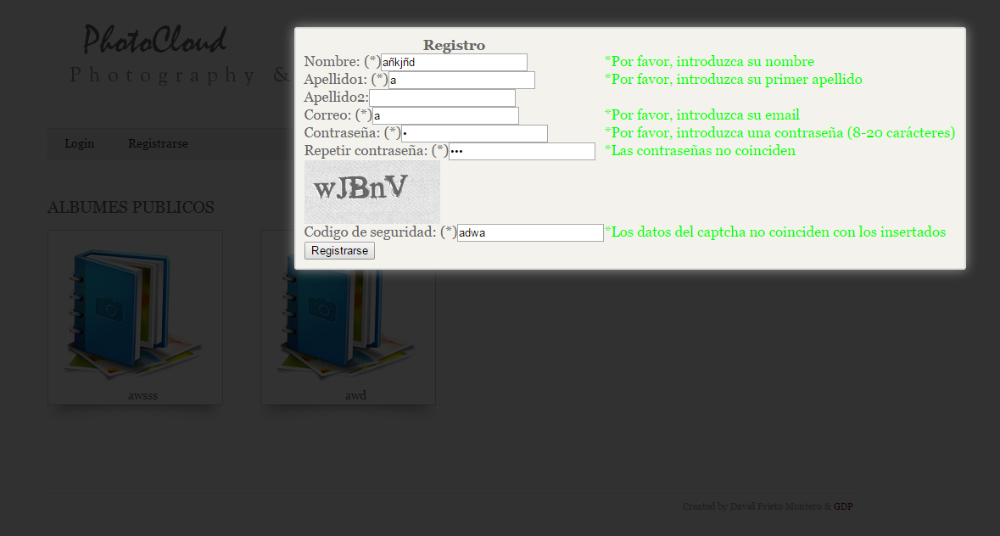 PhotoCloud
Photography &
Login Registrarse
ALBUMES PUBLICOS
awsss awd
Registro
Nombre: (*) añkjñd *Por favor, introduzca su nombre
Apellido1: (*) a *Por favor, introduzca su primer apellido
Apellido2:
Correo: (*) a *Por favor, introduzca su email
Contraseña: (*) • *Por favor, introduzca una contraseña (8-20 carácteres)
Repetir contraseña: (*) ••• *Las contraseñas no coinciden
wJBnV
Codigo de seguridad: (*) adwa *Los datos del captcha no coinciden con los insertados
Registrarse
Created by David Prieto Montero & GDP